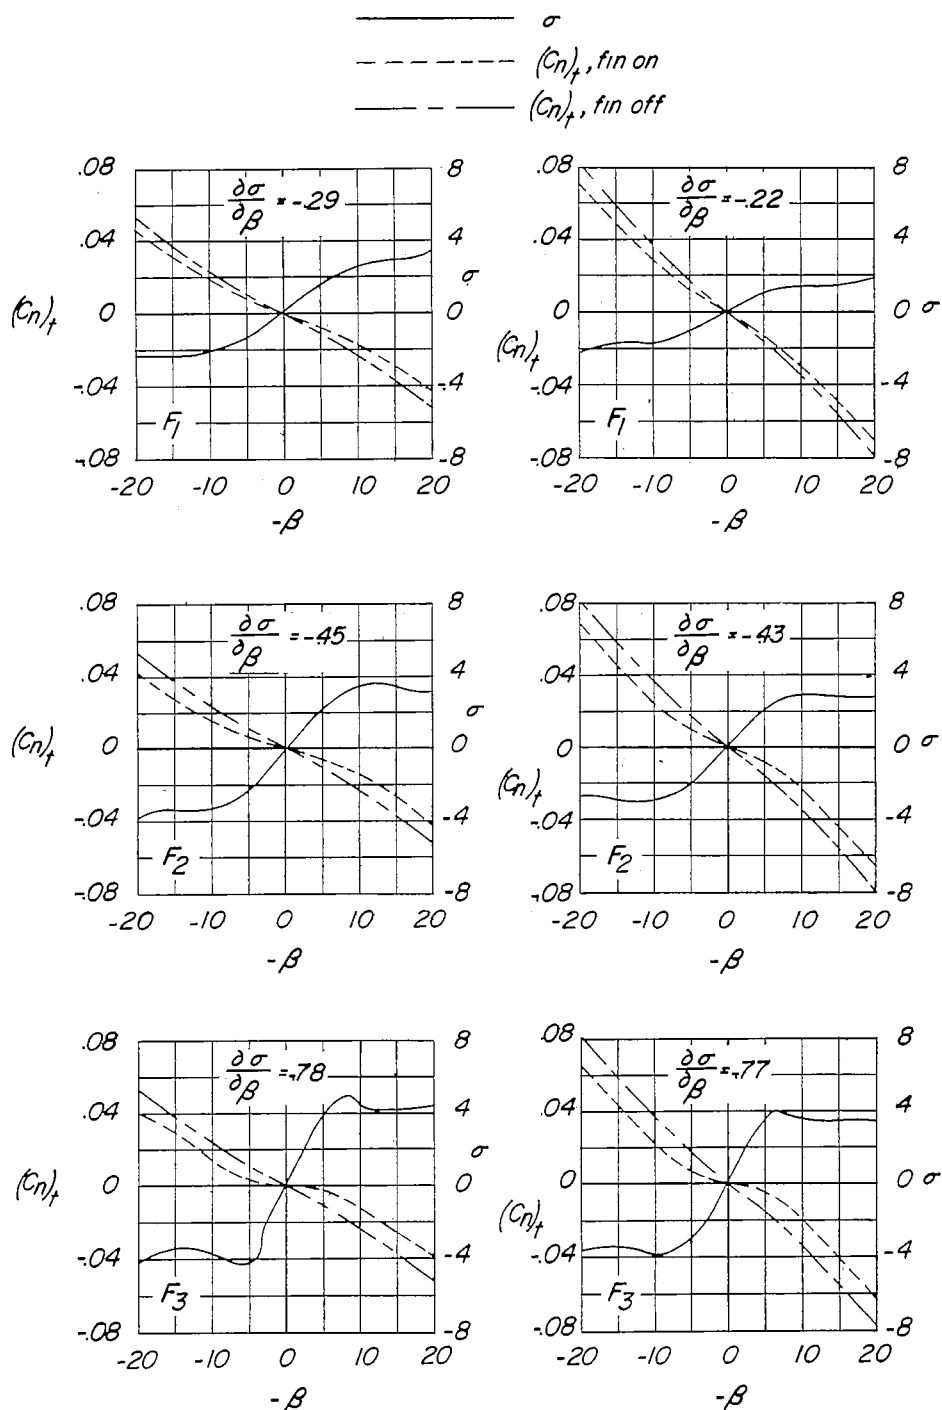 σ
(Cn)t, fin on
(Cn)t, fin off
.08 8
∂σ/∂β = -.29
.04 4
σ
(Cn)t 0 0
-.04 -4
F1
-.08 -8
-20 -10 0 10 20
-β
.08 8
∂σ/∂β = -.22
.04 4
0 0 σ
(Cn)t
-.04 -4
F1
-.08 -8
-20 -10 0 10 20
-β
.08 8
∂σ/∂β = -.45
.04 4
σ
(Cn)t 0 0
-.04 -4
F2
-.08 -8
-20 -10 0 10 20
-β
.08 8
∂σ/∂β = -.43
.04 4
0 0 σ
(Cn)t
-.04 -4
F2
-.08 -8
-20 -10 0 10 20
-β
.08 8
∂σ/∂β = -.78
.04 4
σ
(Cn)t 0 0
-.04 -4
F3
-.08 -8
-20 -10 0 10 20
-β
.08 8
∂σ/∂β = -.77
.04 4
0 0 σ
(Cn)t
-.04 -4
F3
-.08 -8
-20 -10 0 10 20
-β